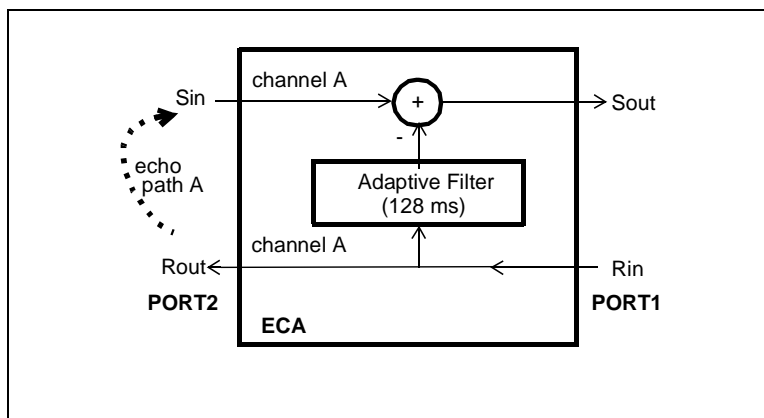 channel A
Sin
+
Sout
-
echo
path A
Adaptive Filter
(128 ms)
channel A
Rout
Rin
PORT2
PORT1
ECA